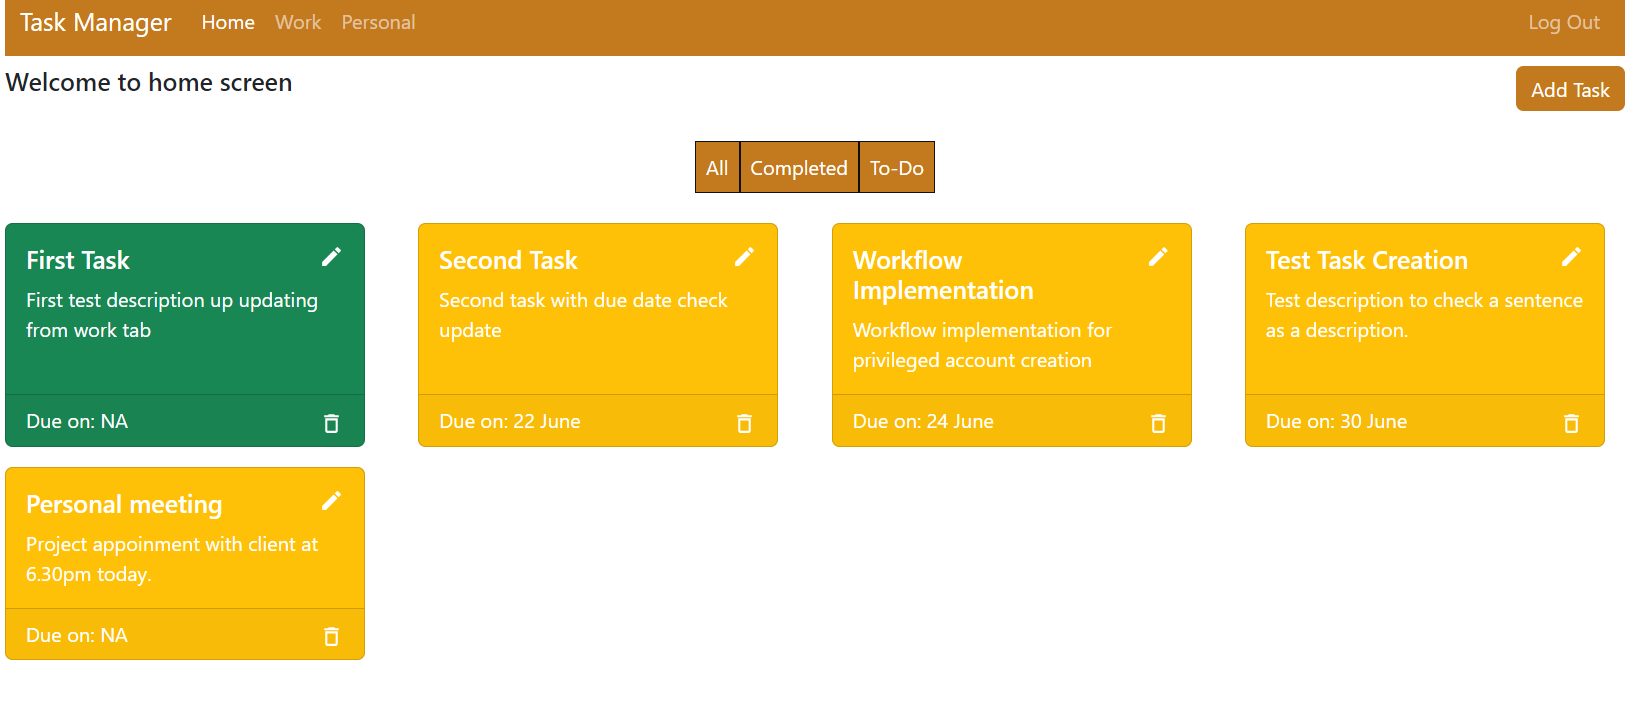 Task Manager Home Work Personal Log Out
Welcome to home screen
Add Task
All Completed To-Do
First Task
First test description up updating
from work tab
Due on: NA
Second Task
Second task with due date check
update
Due on: 22 June
Workflow
Implementation
Workflow implementation for
privileged account creation
Due on: 24 June
Test Task Creation
Test description to check a sentence
as a description.
Due on: 30 June
Personal meeting
Project appoinment with client at
6.30pm today.
Due on: NA